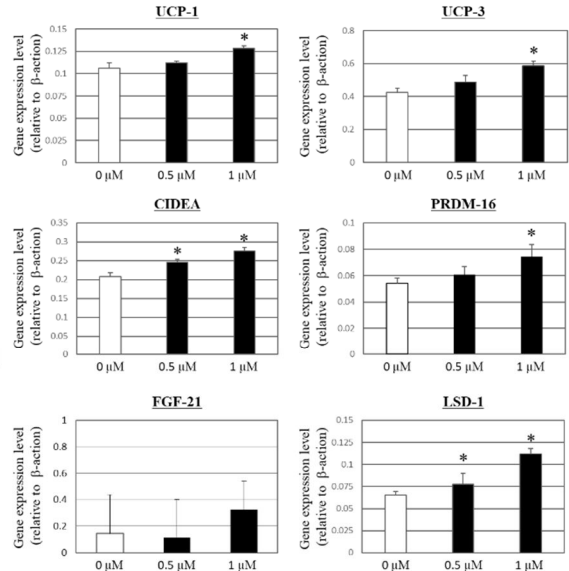 UCP-1
Gene expression level
(relative to β-action)
0.15
0.125
0.1
0.075
0.05
0.025
0
*
0 μM 0.5 μM 1 μM
UCP-3
Gene expression level
(relative to β-action)
0.8
0.6
0.4
0.2
0
*
0 μM 0.5 μM 1 μM
CIDEA
Gene expression level
(relative to β-action)
0.35
0.3
0.25
0.2
0.15
0.1
0.05
0
* *
0 μM 0.5 μM 1 μM
PRDM-16
Gene expression level
(relative to β-action)
0.1
0.08
0.06
0.04
0.02
0
*
0 μM 0.5 μM 1 μM
FGF-21
Gene expression level
(relative to β-action)
1
0.8
0.6
0.4
0.2
0
0 μM 0.5 μM 1 μM
LSD-1
Gene expression level
(relative to β-action)
0.15
0.125
0.1
0.075
0.05
0.025
0
* *
0 μM 0.5 μM 1 μM